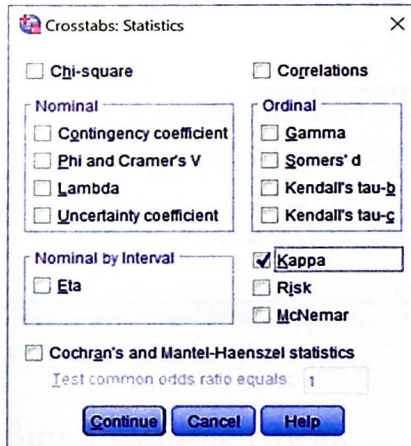 Crosstabs: Statistics
Chi-square
Correlations
Nominal
Contingency coefficient
Phi and Cramer's V
Lambda
Uncertainty coefficient
Ordinal
Gamma
Somers' d
Kendall's tau-b
Kendall's tau-c
Nominal by Interval
Eta
Kappa
Risk
McNemar
Cochran's and Mantel-Haenszel statistics
Test common odds ratio equals: 1
Continue Cancel Help